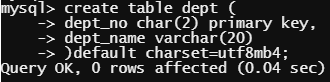 mysql> create table dept (
    -> dept_no char(2) primary key,
    -> dept_name varchar(20)
    -> )default charset=utf8mb4;
Query OK, 0 rows affected (0.04 sec)